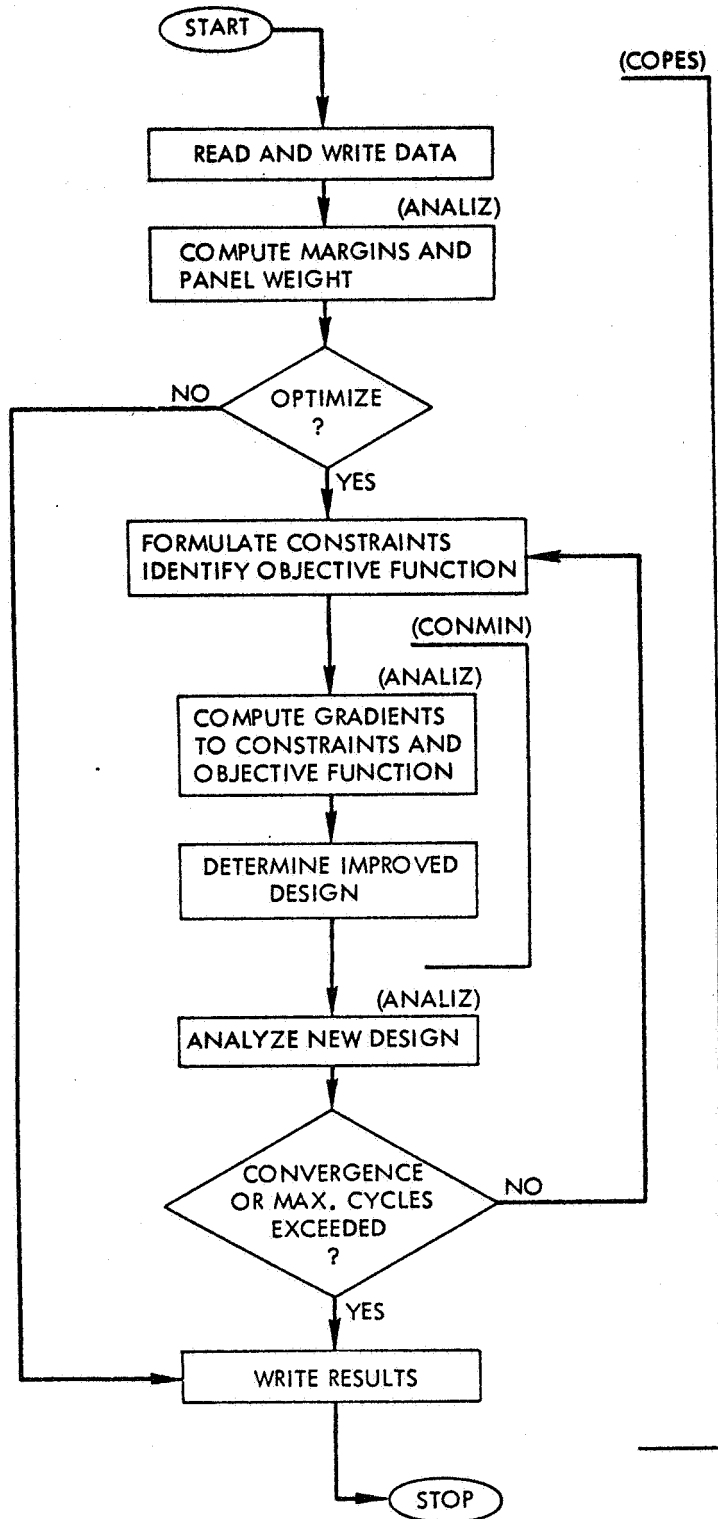 START
(COPES)
READ AND WRITE DATA
(ANALIZ)
COMPUTE MARGINS AND
PANEL WEIGHT
NO
OPTIMIZE
?
YES
FORMULATE CONSTRAINTS
IDENTIFY OBJECTIVE FUNCTION
(CONMIN)
(ANALIZ)
COMPUTE GRADIENTS
TO CONSTRAINTS AND
OBJECTIVE FUNCTION
DETERMINE IMPROVED
DESIGN
(ANALIZ)
ANALYZE NEW DESIGN
CONVERGENCE
OR MAX. CYCLES
EXCEEDED
?
NO
YES
WRITE RESULTS
STOP